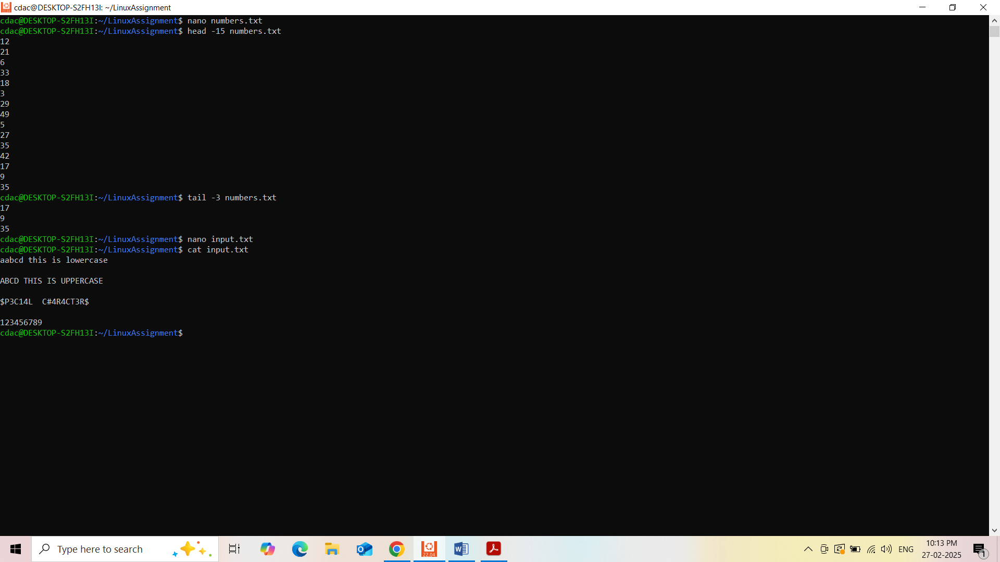 cdac@DESKTOP-S2FH13I: ~/LinuxAssignment
cdac@DESKTOP-S2FH13I:~/LinuxAssignment$ nano numbers.txt
cdac@DESKTOP-S2FH13I:~/LinuxAssignment$ head -15 numbers.txt
12
21
6
33
18
3
29
49
5
27
35
42
17
9
35
cdac@DESKTOP-S2FH13I:~/LinuxAssignment$ tail -3 numbers.txt
17
9
35
cdac@DESKTOP-S2FH13I:~/LinuxAssignment$ nano input.txt
cdac@DESKTOP-S2FH13I:~/LinuxAssignment$ cat input.txt
aabcd this is lowercase
ABCD THIS IS UPPERCASE
$P3C14L  C#4R4CT3R$
123456789
cdac@DESKTOP-S2FH13I:~/LinuxAssignment$
Type here to search
22.04
ENG
10:13 PM
27-02-2025
1